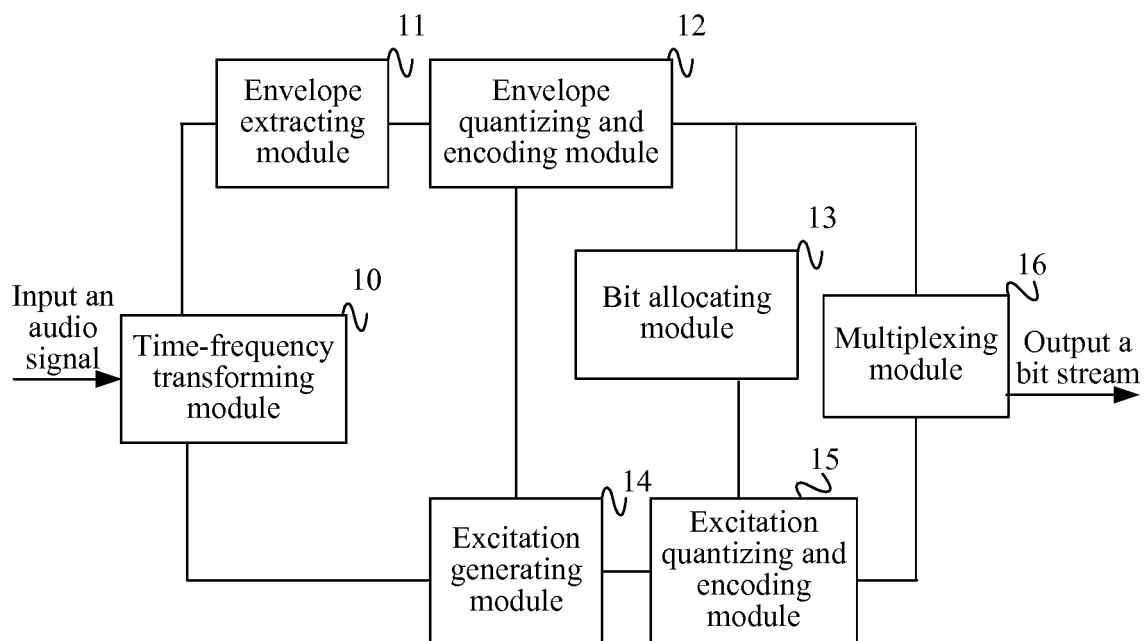 11
Envelope
extracting
module
12
Envelope
quantizing and
encoding module
13
Bit allocating
module
16
Multiplexing
module
Output a
bit stream
Input an
audio
signal
10
Time-frequency
transforming
module
14
Excitation
generating
module
15
Excitation
quantizing and
encoding
module